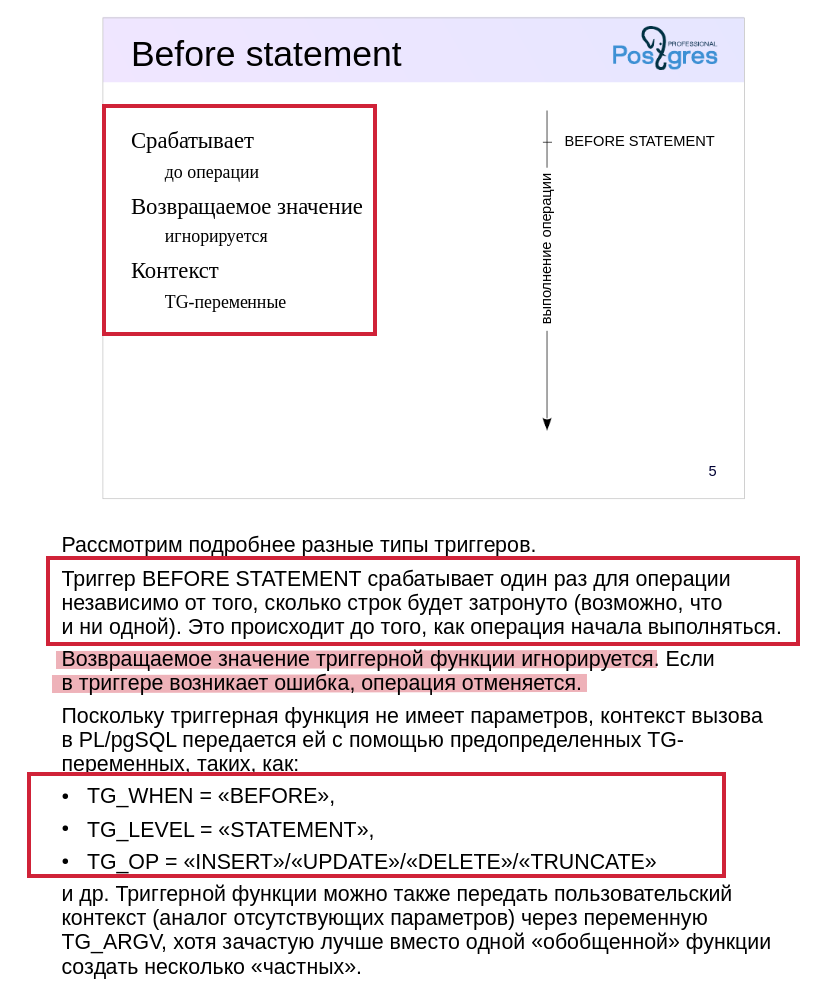 Before statement
PROFESSIONAL
Postgres
Срабатывает
до операции
Возвращаемое значение
игнорируется
Контекст
TG-переменные
BEFORE STATEMENT
выполнение операции
5
Рассмотрим подробнее разные типы триггеров.
Триггер BEFORE STATEMENT срабатывает один раз для операции
независимо от того, сколько строк будет затронуто (возможно, что
и ни одной). Это происходит до того, как операция начала выполняться.
Возвращаемое значение триггерной функции игнорируется. Если
в триггере возникает ошибка, операция отменяется.
Поскольку триггерная функция не имеет параметров, контекст вызова
в PL/pgSQL передается ей с помощью предопределенных TG-
переменных, таких, как:
• TG_WHEN = «BEFORE»,
• TG_LEVEL = «STATEMENT»,
• TG_OP = «INSERT»/«UPDATE»/«DELETE»/«TRUNCATE»
и др. Триггерной функции можно также передать пользовательский
контекст (аналог отсутствующих параметров) через переменную
TG_ARGV, хотя зачастую лучше вместо одной «обобщенной» функции
создать несколько «частных».